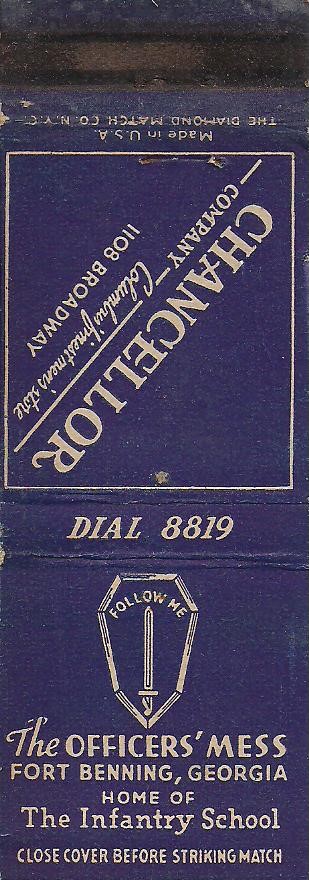 THE DIAMOND MATCH CO. N.Y.C.
Made in U.S.A.
CHANCELLOR
COMPANY
Columbus' finest men's store
1108 BROADWAY
DIAL 8819
FOLLOW ME
The OFFICERS' MESS
FORT BENNING, GEORGIA
HOME OF
The Infantry School
CLOSE COVER BEFORE STRIKING MATCH